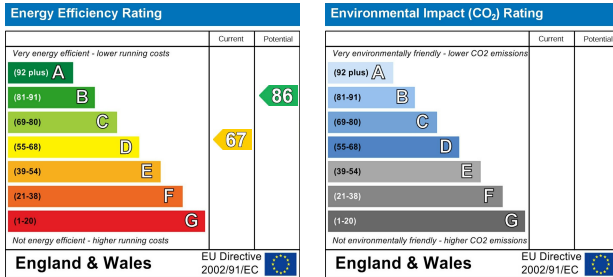 Energy Efficiency Rating
Current Potential
Very energy efficient - lower running costs
(92 plus) A
(81-91) B
86
(69-80) C
(55-68) D
67
(39-54) E
(21-38) F
(1-20) G
Not energy efficient - higher running costs
England & Wales
EU Directive
2002/91/EC
Environmental Impact (CO2) Rating
Current Potential
Very environmentally friendly - lower CO2 emissions
(92 plus) A
(81-91) B
(69-80) C
(55-68) D
(39-54) E
(21-38) F
(1-20) G
Not environmentally friendly - higher CO2 emissions
England & Wales
EU Directive
2002/91/EC